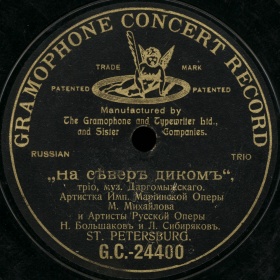 GRAMOPHONE CONCERT RECORD
TRADE MARK
PATENTED PATENTED
Manufactured by
The Gramophone and Typewriter Ltd.,
and Sister Companies.
RUSSIAN TRIO
„На сѣверѣ дикомъ“,
тріо, муз. Даргомыжскаго.
Артистка Имп. Маріинской Оперы
М. Михайлова
и Артисты Русской Оперы
Н. Большаковъ и Л. Сибиряковъ.
ST. PETERSBURG.
G.C.-24400